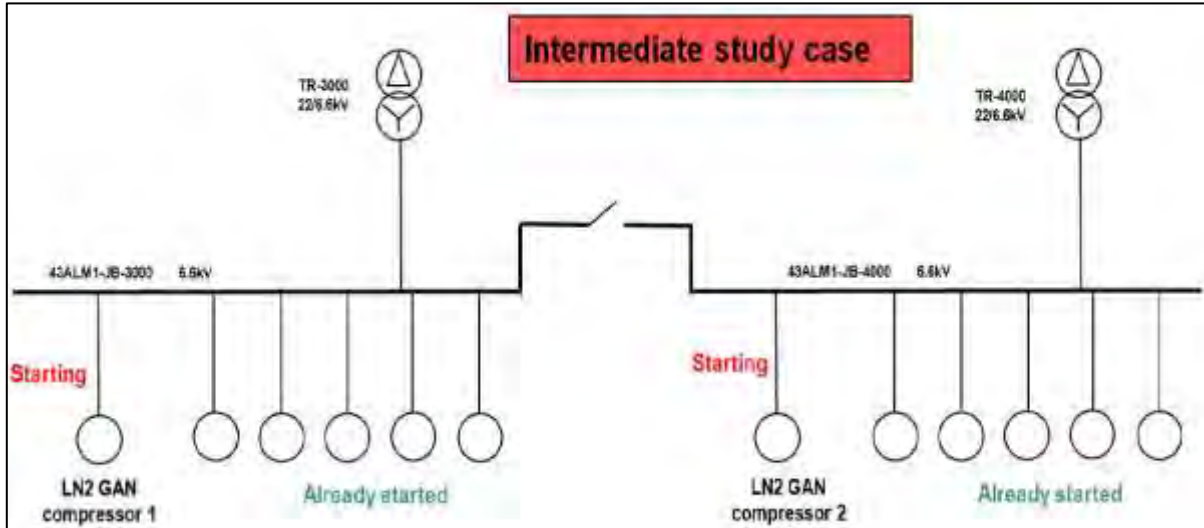 Intermediate study case
TR-3000
22/6.6kV
TR-4000
22/6.6kV
43ALM1-JB-3000 6.6kV
43ALM1-JB-4000 6.6kV
Starting
Starting
LN2 GAN
compressor 1
Already started
LN2 GAN
compressor 2
Already started